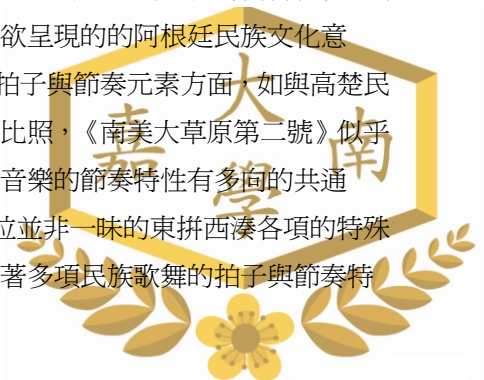 欲呈現的的阿根廷民族文化意
拍子與節奏元素方面，如與高楚民
比照，《南美大草原第二號》似乎
音樂的節奏特性有多向的共通
並非一昧的東拼西湊各項的特殊
著多項民族歌舞的拍子與節奏特
大
嘉 南
學